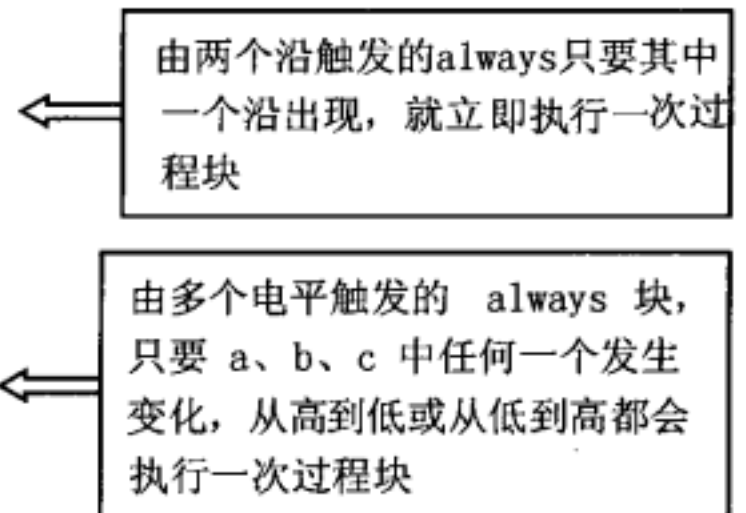 由两个沿触发的always只要其中
一个沿出现，就立即执行一次过
程块
由多个电平触发的 always 块，
只要 a、b、c 中任何一个发生
变化，从高到低或从低到高都会
执行一次过程块